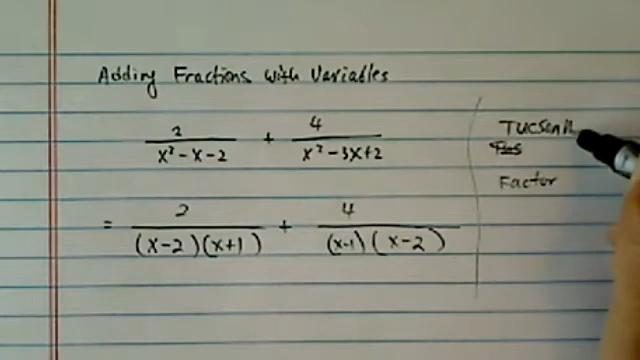 Adding Fractions with Variables
2/(x²-x-2) + 4/(x²-3x+2)
= 2/((x-2)(x+1)) + 4/((x-1)(x-2))
Factor